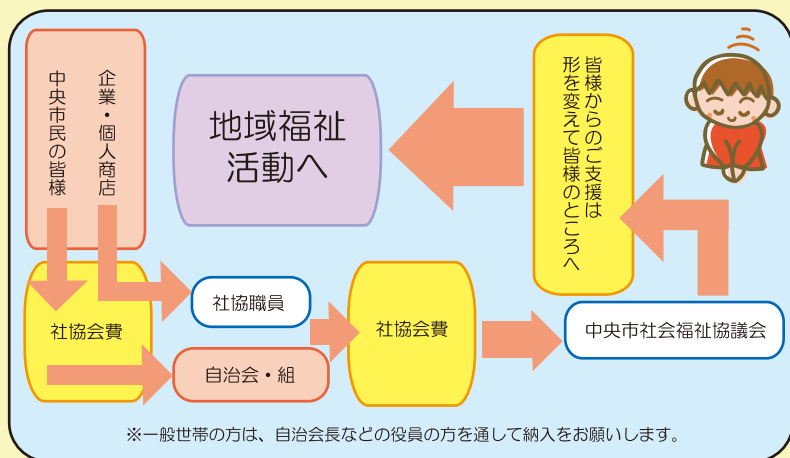 企業・個人商店
中央市民の皆様
地域福祉
活動へ
皆様からのご支援は
形を変えて皆様のところへ
社協会費
社協職員
自治会・組
社協会費
中央市社会福祉協議会
※一般世帯の方は、自治会長などの役員の方を通して納入をお願いします。